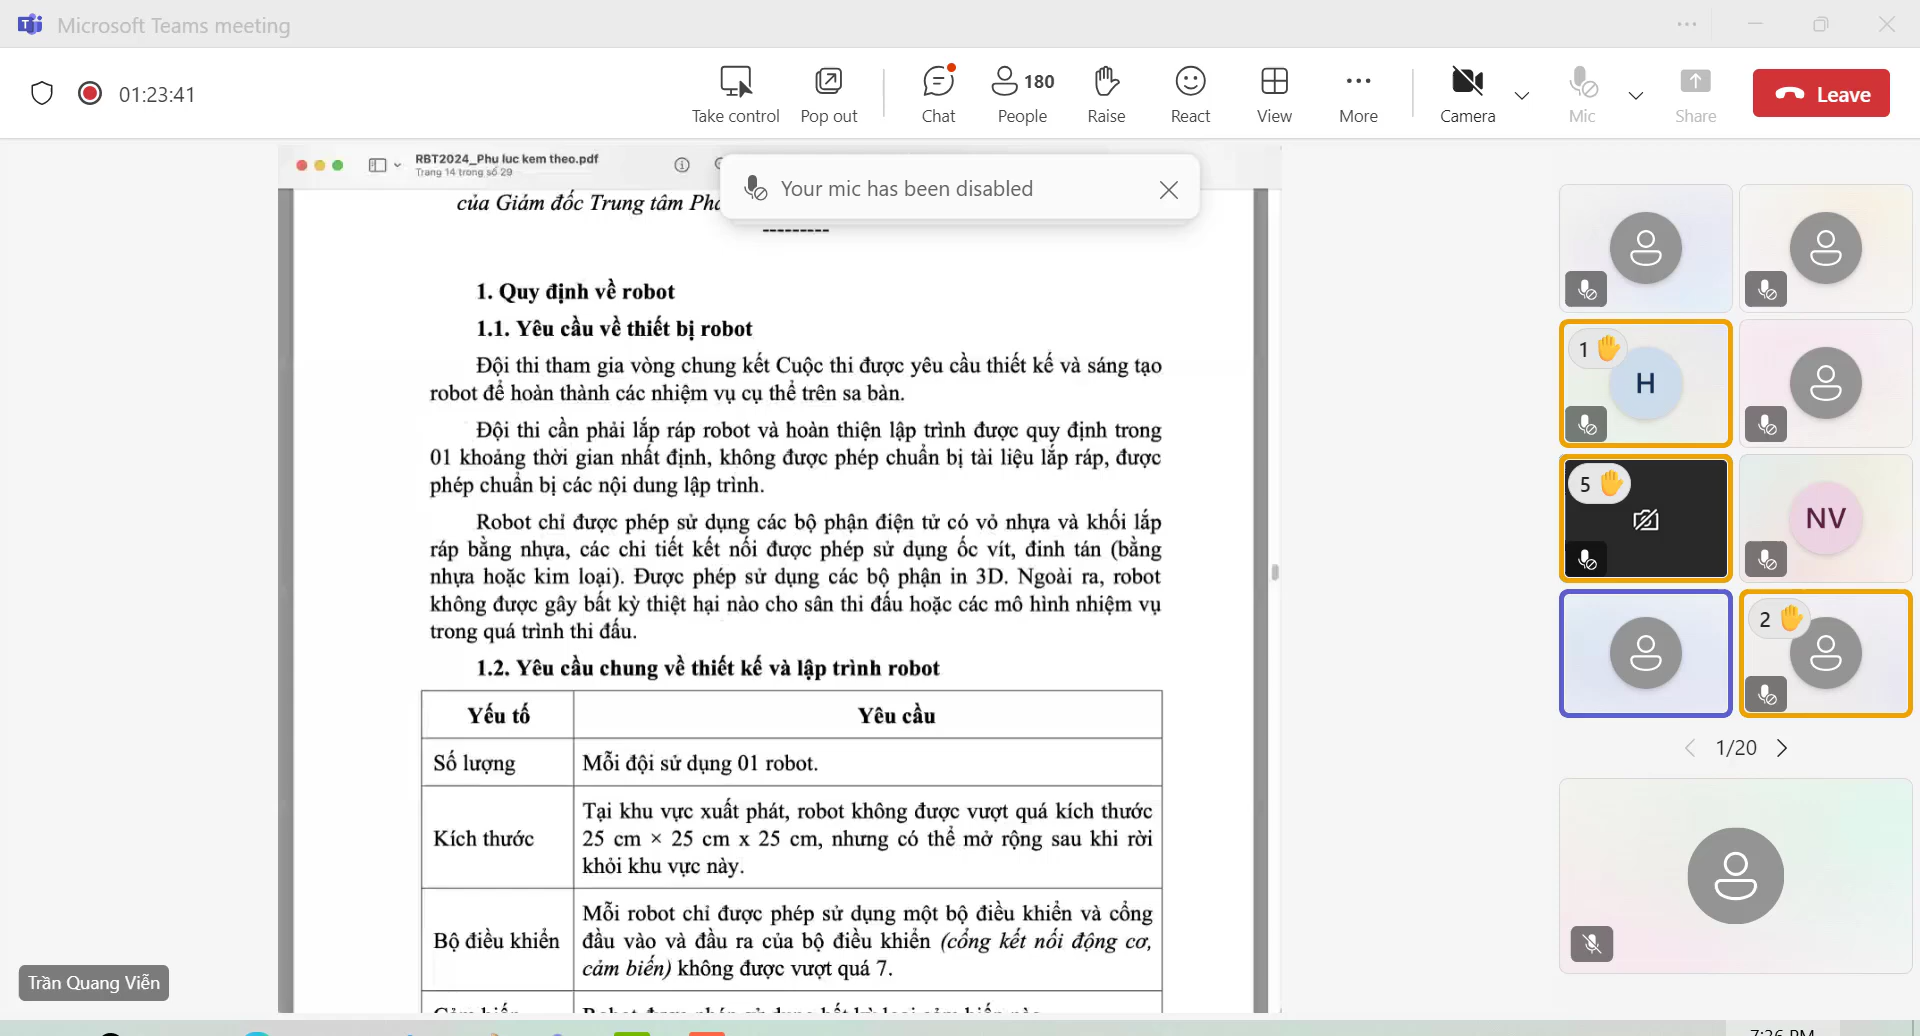 Microsoft Teams meeting
01:23:41
Take control
Pop out
Chat
180
People
Raise
React
View
More
Camera
Mic
Share
Leave
RBT2024_Phu luc kem theo.pdf
Trang 14 trong số 29
Your mic has been disabled
của Giám đốc Trung tâm
---------
1. Quy định về robot
1.1. Yêu cầu về thiết bị robot
Đội thi tham gia vòng chung kết Cuộc thi được yêu cầu thiết kế và sáng tạo
robot để hoàn thành các nhiệm vụ cụ thể trên sa bàn.
Đội thi cần phải lắp ráp robot và hoàn thiện lập trình được quy định trong
01 khoảng thời gian nhất định, không được phép chuẩn bị tài liệu lắp ráp, được
phép chuẩn bị các nội dung lập trình.
Robot chỉ được phép sử dụng các bộ phận điện tử có vỏ nhựa và khối lắp
ráp bằng nhựa, các chi tiết kết nối được phép sử dụng ốc vít, đinh tán (bằng
nhựa hoặc kim loại). Được phép sử dụng các bộ phận in 3D. Ngoài ra, robot
không được gây bất kỳ thiệt hại nào cho sân thi đấu hoặc các mô hình nhiệm vụ
trong quá trình thi đấu.
1.2. Yêu cầu chung về thiết kế và lập trình robot
Yếu tố
Yêu cầu
Số lượng
Mỗi đội sử dụng 01 robot.
Kích thước
Tại khu vực xuất phát, robot không được vượt quá kích thước
25 cm × 25 cm x 25 cm, nhưng có thể mở rộng sau khi rời
khỏi khu vực này.
Bộ điều khiển
Mỗi robot chỉ được phép sử dụng một bộ điều khiển và cổng
đầu vào và đầu ra của bộ điều khiển (cổng kết nối động cơ,
cảm biến) không được vượt quá 7.
1
H
5
NV
2
1/20
Trần Quang Viễn